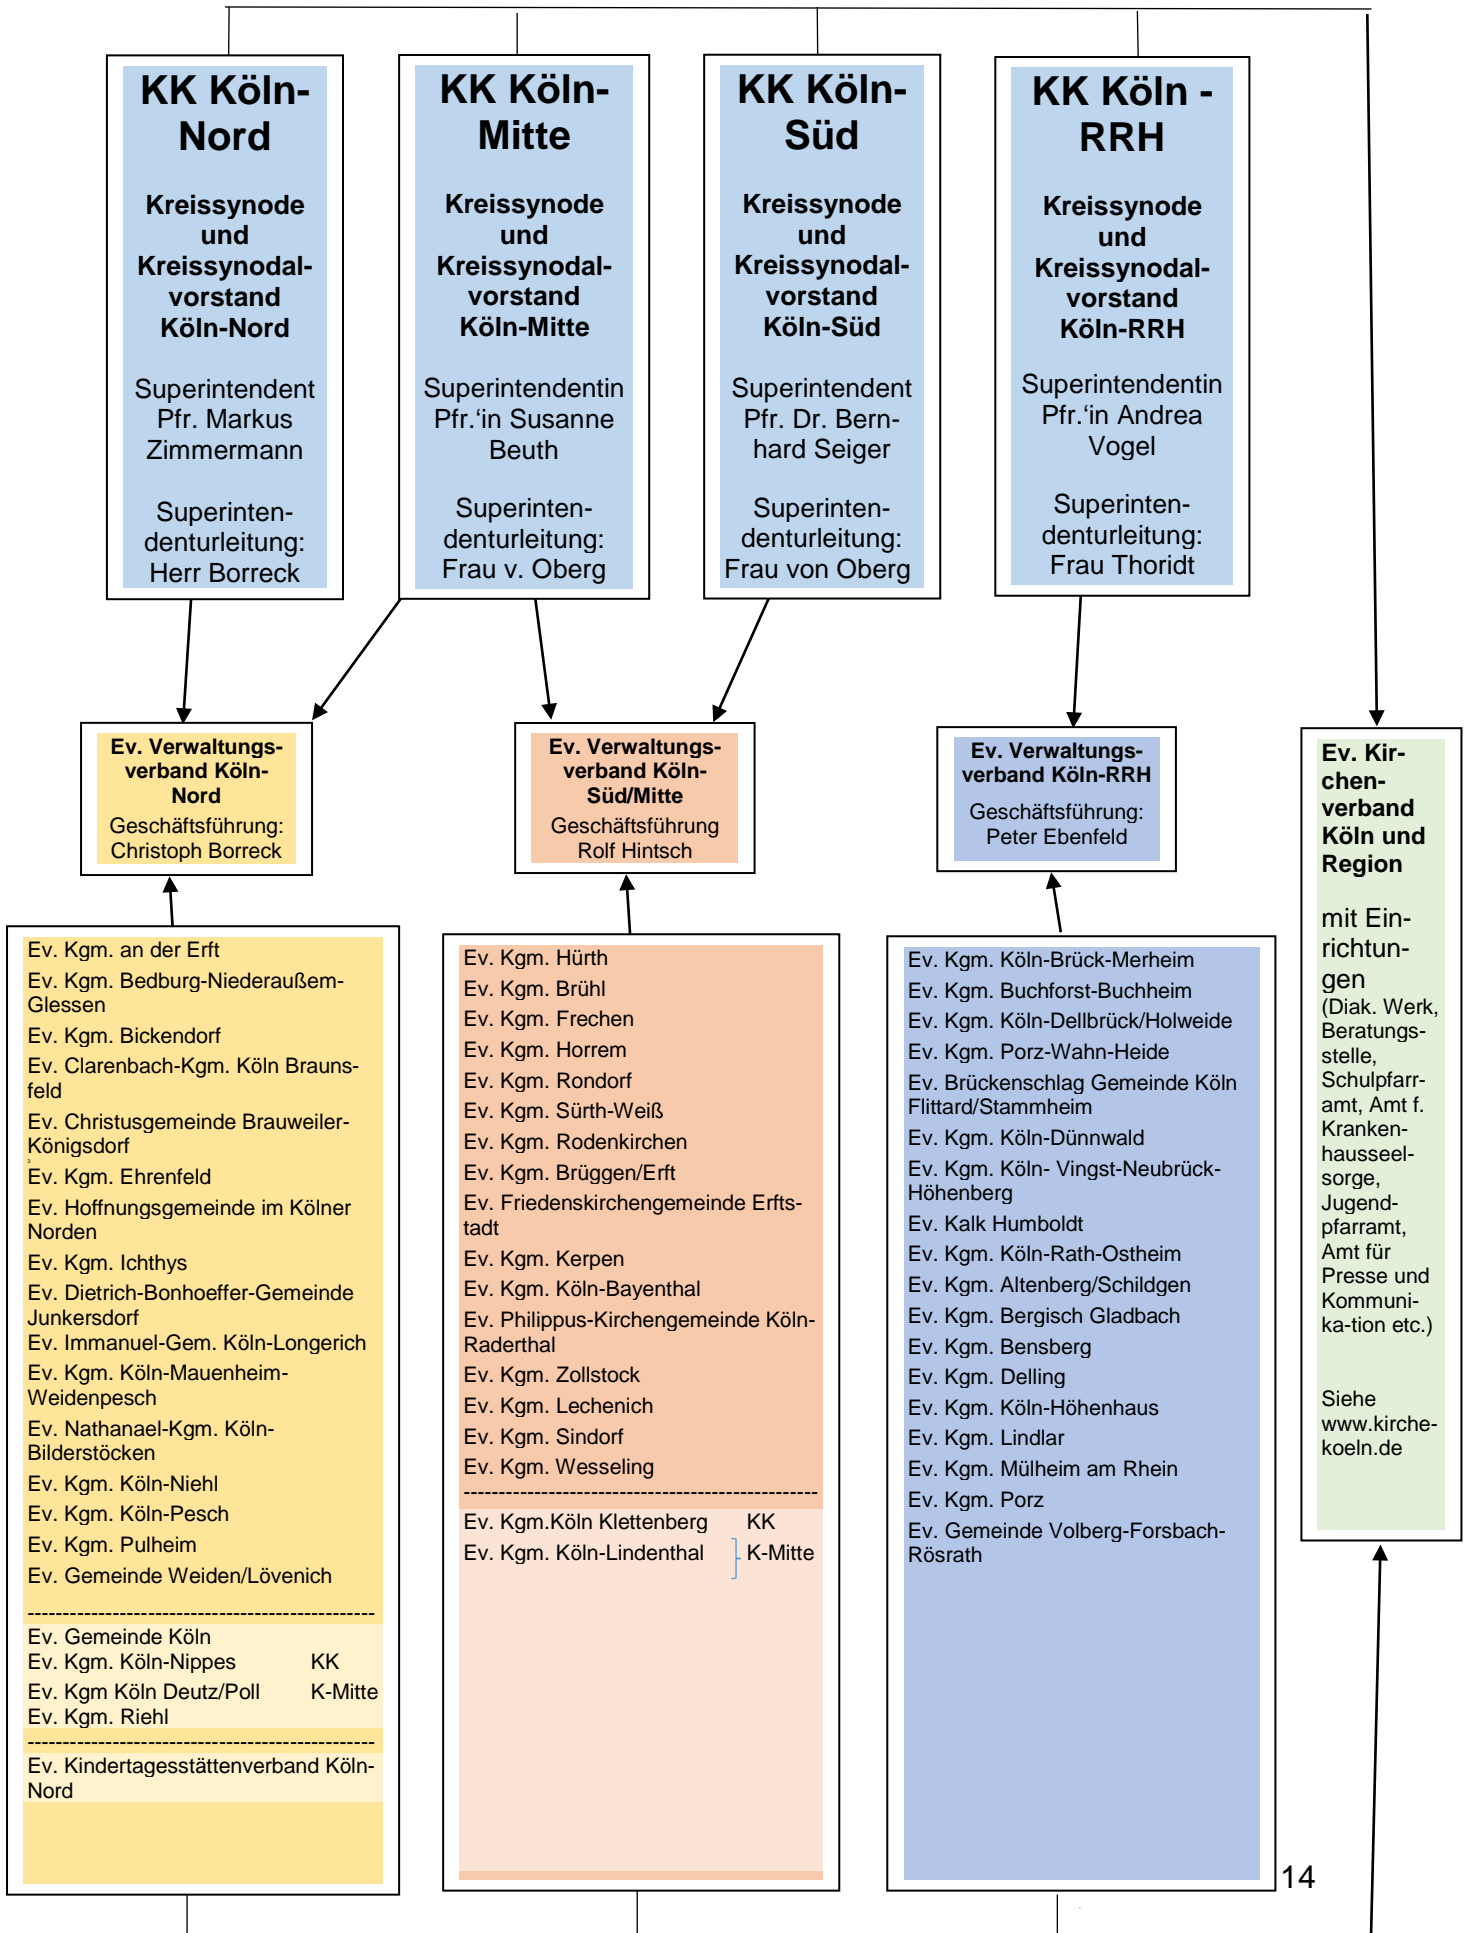 KK Köln-
Nord
Kreissynode
und
Kreissynodal-
vorstand
Köln-Nord
Superintendent
Pfr. Markus
Zimmermann
Superinten-
denturleitung:
Herr Borreck
KK Köln-
Mitte
Kreissynode
und
Kreissynodal-
vorstand
Köln-Mitte
Superintendentin
Pfr.‘in Susanne
Beuth
Superinten-
denturleitung:
Frau v. Oberg
KK Köln-
Süd
Kreissynode
und
Kreissynodal-
vorstand
Köln-Süd
Superintendent
Pfr. Dr. Bern-
hard Seiger
Superinten-
denturleitung:
Frau von Oberg
KK Köln -
RRH
Kreissynode
und
Kreissynodal-
vorstand
Köln-RRH
Superintendentin
Pfr.‘in Andrea
Vogel
Superinten-
denturleitung:
Frau Thoridt
Ev. Verwaltungs-
verband Köln-
Nord
Geschäftsführung:
Christoph Borreck
Ev. Verwaltungs-
verband Köln-
Süd/Mitte
Geschäftsführung
Rolf Hintsch
Ev. Verwaltungs-
verband Köln-RRH
Geschäftsführung:
Peter Ebenfeld
Ev. Kir-
chen-
verband
Köln und
Region
mit Ein-
richtun-
gen
(Diak. Werk,
Beratungs-
stelle,
Schulpfarr-
amt, Amt f.
Kranken-
hausseel-
sorge,
Jugend-
pfarramt,
Amt für
Presse und
Kommuni-
ka-tion etc.)
Siehe
www.kirche-
koeln.de
Ev. Kgm. an der Erft
Ev. Kgm. Bedburg-Niederaußem-
Glessen
Ev. Kgm. Bickendorf
Ev. Clarenbach-Kgm. Köln Brauns-
feld
Ev. Christusgemeinde Brauweiler-
Königsdorf
Ev. Kgm. Ehrenfeld
Ev. Hoffnungsgemeinde im Kölner
Norden
Ev. Kgm. Ichthys
Ev. Dietrich-Bonhoeffer-Gemeinde
Junkersdorf
Ev. Immanuel-Gem. Köln-Longerich
Ev. Kgm. Köln-Mauenheim-
Weidenpesch
Ev. Nathanael-Kgm. Köln-
Bilderstöcken
Ev. Kgm. Köln-Niehl
Ev. Kgm. Köln-Pesch
Ev. Kgm. Pulheim
Ev. Gemeinde Weiden/Lövenich
-------------------------------------------------
Ev. Gemeinde Köln
Ev. Kgm. Köln-Nippes KK
Ev. Kgm Köln Deutz/Poll K-Mitte
Ev. Kgm. Riehl
-------------------------------------------------
Ev. Kindertagesstättenverband Köln-
Nord
Ev. Kgm. Hürth
Ev. Kgm. Brühl
Ev. Kgm. Frechen
Ev. Kgm. Horrem
Ev. Kgm. Rondorf
Ev. Kgm. Sürth-Weiß
Ev. Kgm. Rodenkirchen
Ev. Kgm. Brüggen/Erft
Ev. Friedenskirchengemeinde Erfts-
tadt
Ev. Kgm. Kerpen
Ev. Kgm. Köln-Bayenthal
Ev. Philippus-Kirchengemeinde Köln-
Raderthal
Ev. Kgm. Zollstock
Ev. Kgm. Lechenich
Ev. Kgm. Sindorf
Ev. Kgm. Wesseling
--------------------------------------------------
Ev. Kgm.Köln Klettenberg KK
Ev. Kgm. Köln-Lindenthal K-Mitte
Ev. Kgm. Köln-Brück-Merheim
Ev. Kgm. Buchforst-Buchheim
Ev. Kgm. Köln-Dellbrück/Holweide
Ev. Kgm. Porz-Wahn-Heide
Ev. Brückenschlag Gemeinde Köln
Flittard/Stammheim
Ev. Kgm. Köln-Dünnwald
Ev. Kgm. Köln- Vingst-Neubrück-
Höhenberg
Ev. Kalk Humboldt
Ev. Kgm. Köln-Rath-Ostheim
Ev. Kgm. Altenberg/Schildgen
Ev. Kgm. Bergisch Gladbach
Ev. Kgm. Bensberg
Ev. Kgm. Delling
Ev. Kgm. Köln-Höhenhaus
Ev. Kgm. Lindlar
Ev. Kgm. Mülheim am Rhein
Ev. Kgm. Porz
Ev. Gemeinde Volberg-Forsbach-
Rösrath
14